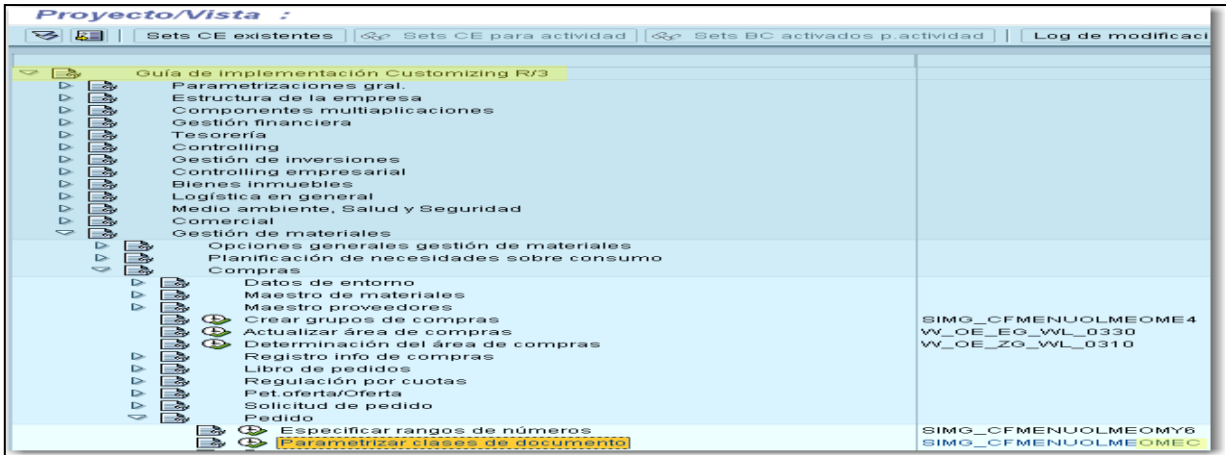 Proyecto/Vista :
Sets CE existentes Sets CE para actividad Sets BC activados p.actividad Log de modificaci
Guía de implementación Customizing R/3
Parametrizaciones gral.
Estructura de la empresa
Componentes multiaplicaciones
Gestión financiera
Tesorería
Controlling
Gestión de inversiones
Controlling empresarial
Bienes inmuebles
Logística en general
Medio ambiente, Salud y Seguridad
Comercial
Gestión de materiales
Opciones generales gestión de materiales
Planificación de necesidades sobre consumo
Compras
Datos de entorno
Maestro de materiales
Maestro proveedores
Crear grupos de compras SIMG_CFMENUOLMEOME4
Actualizar área de compras W_OE_EG_WL_0330
Determinación del área de compras W_OE_ZG_WL_0310
Registro info de compras
Libro de pedidos
Regulación por cuotas
Pet.oferta/Oferta
Solicitud de pedido
Pedido
Especificar rangos de números SIMG_CFMENUOLMEOMY6
Parametrizar clases de documento SIMG_CFMENUOLMEOMEC